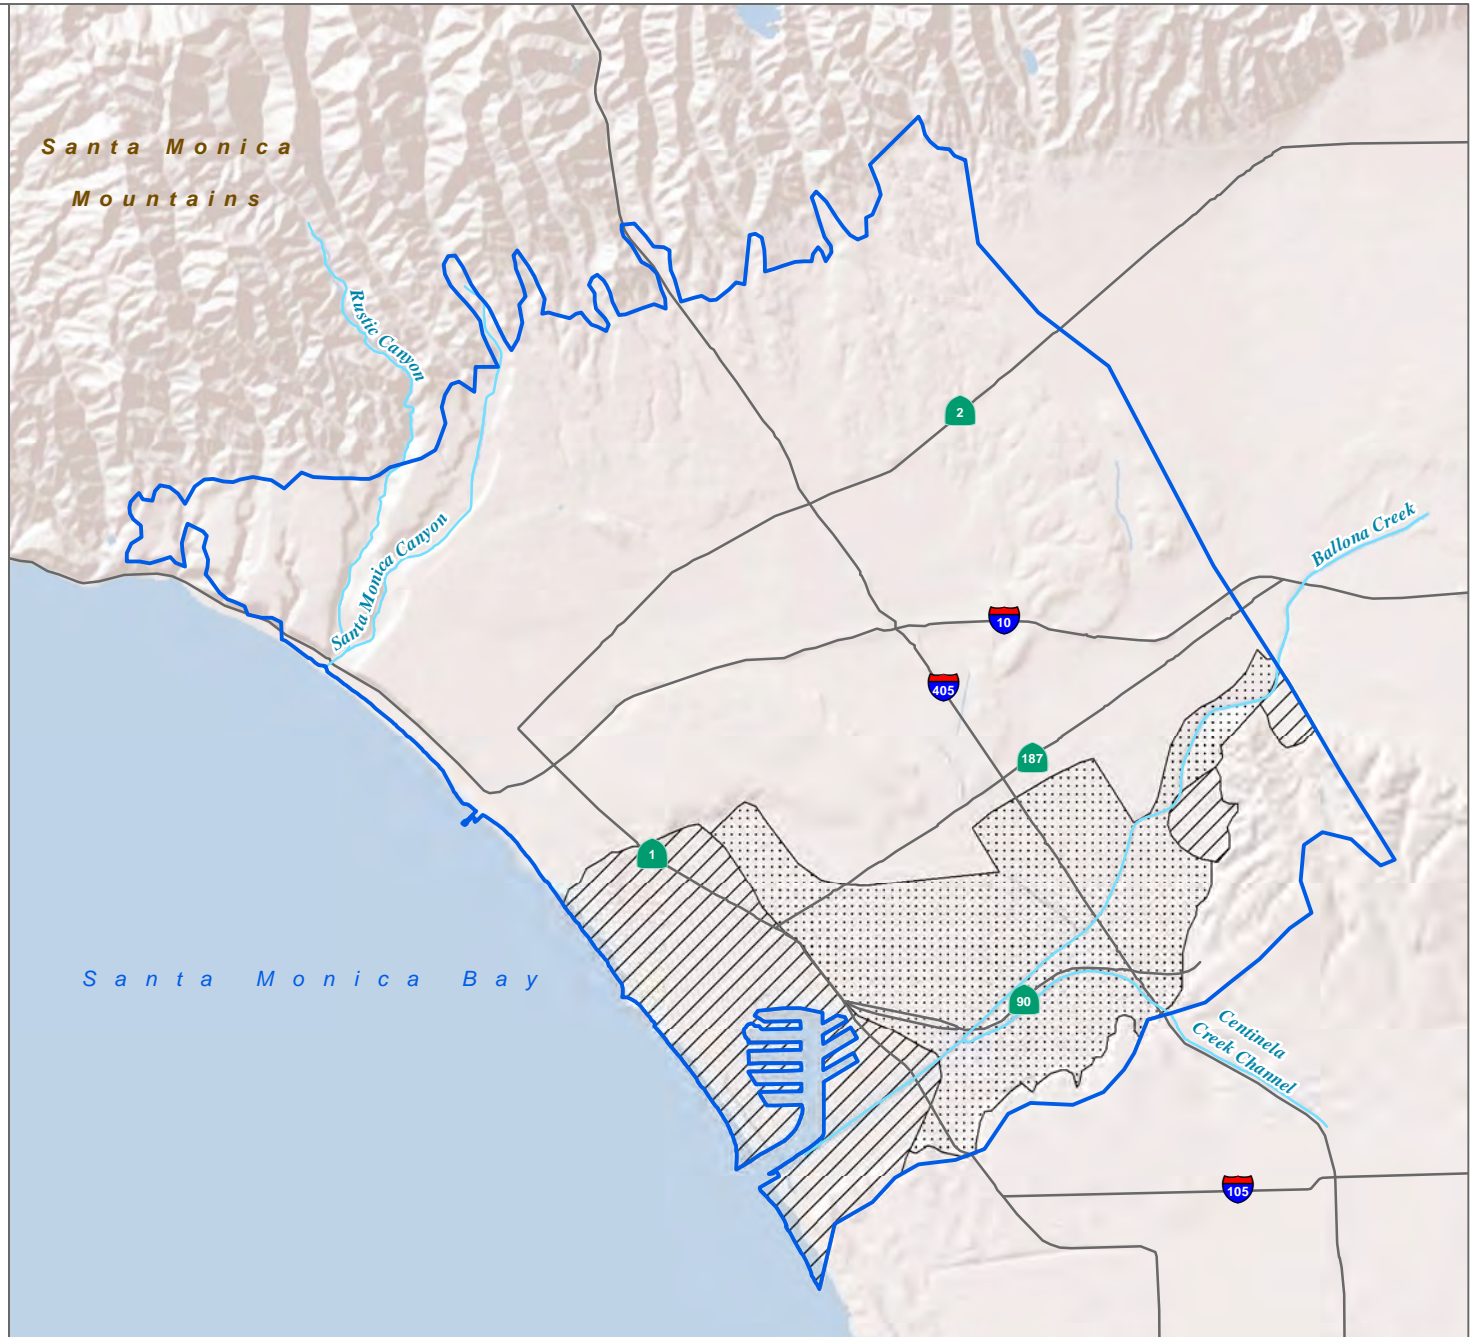 Santa Monica
Mountains
Rustic Canyon
2
Ballona Creek
Santa Monica Canyon
10
405
187
1
Santa Monica Bay
90
Centinela
Creek Channel
105